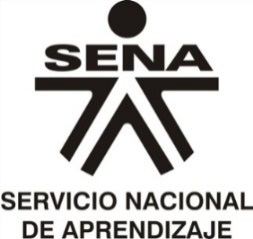 SENA
SERVICIO NACIONAL
DE APRENDIZAJE